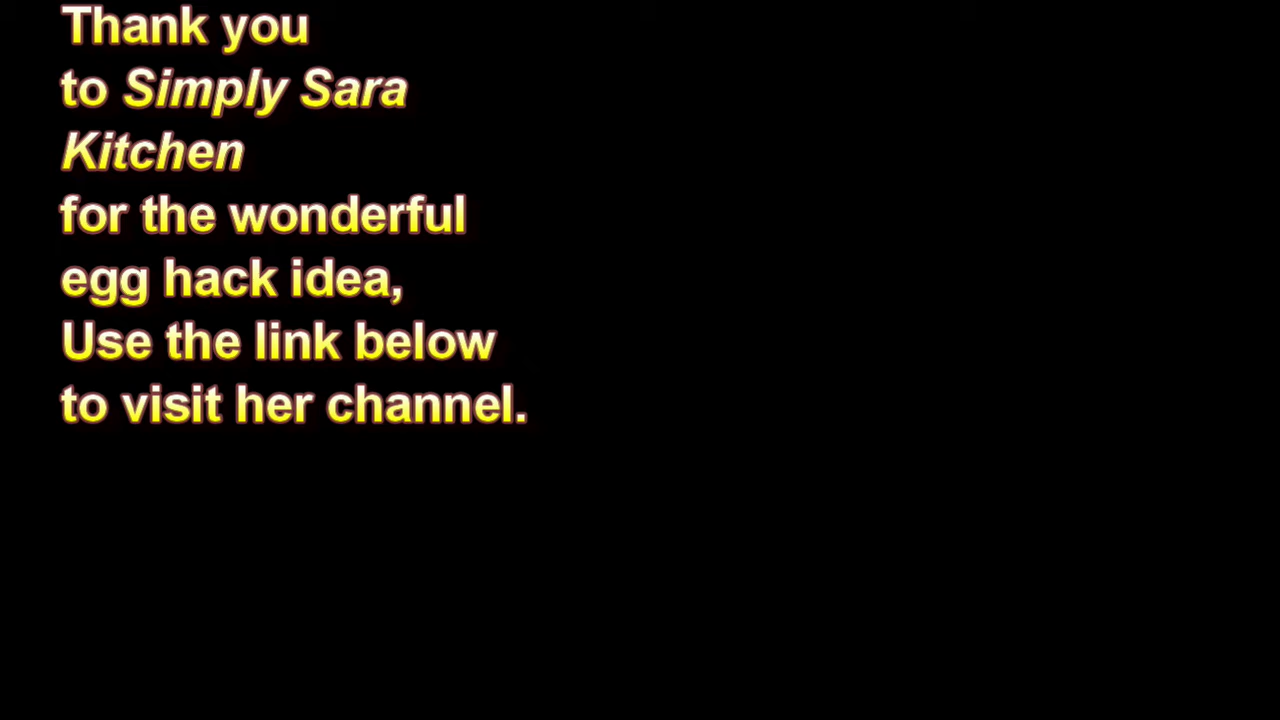 Thank you
to Simply Sara
Kitchen
for the wonderful
egg hack idea,
Use the link below
to visit her channel.